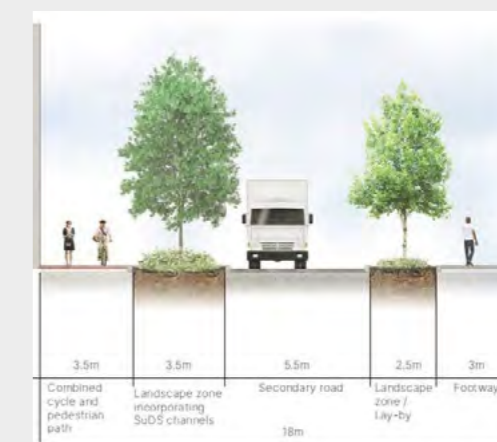 3.5m 3.5m 5.5m 2.5m 3m
Combined
cycle and
pedestrian
path
Landscape zone
incorporating
SuDS channels
Secondary road
Landscape
zone /
Lay-by
Footway
18m